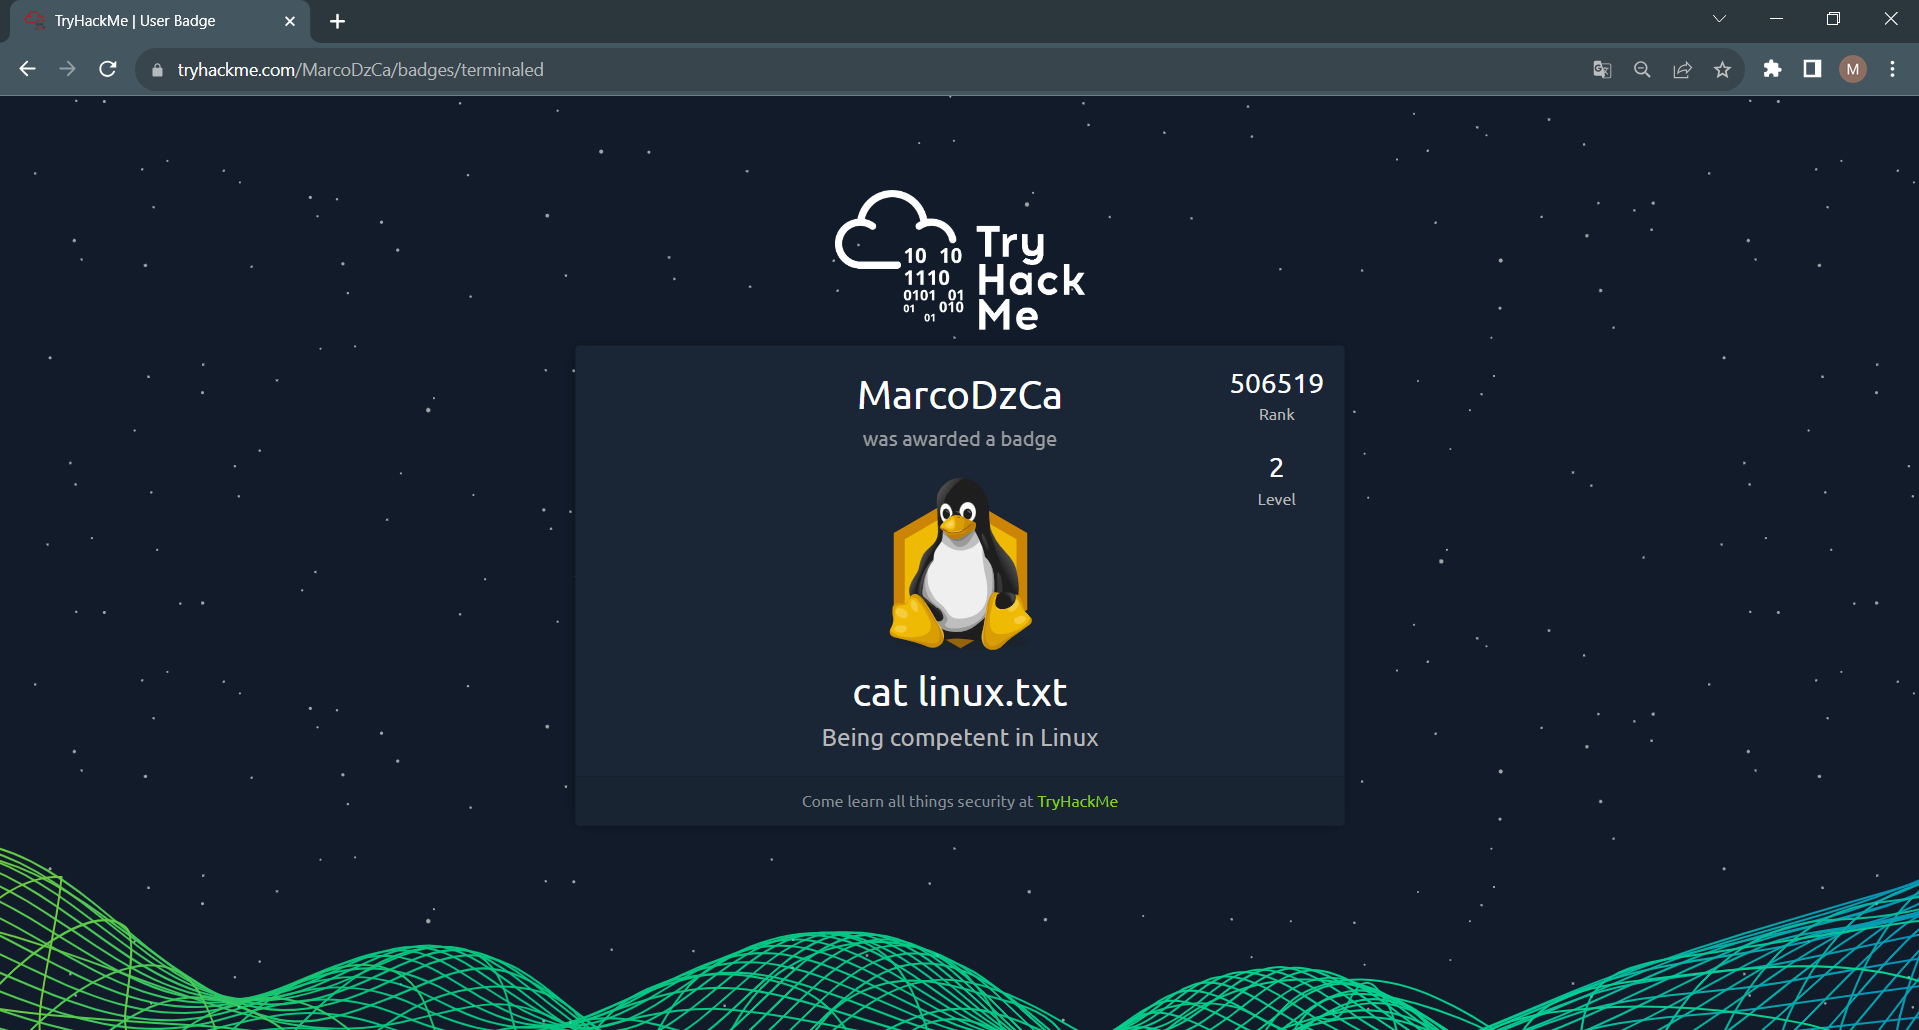 TryHackMe | User Badge
tryhackme.com/MarcoDzCa/badges/terminaled
M
10 10
1110
0101 01
01 010
01
Try
Hack
Me
MarcoDzCa
was awarded a badge
506519
Rank
2
Level
cat linux.txt
Being competent in Linux
Come learn all things security at TryHackMe